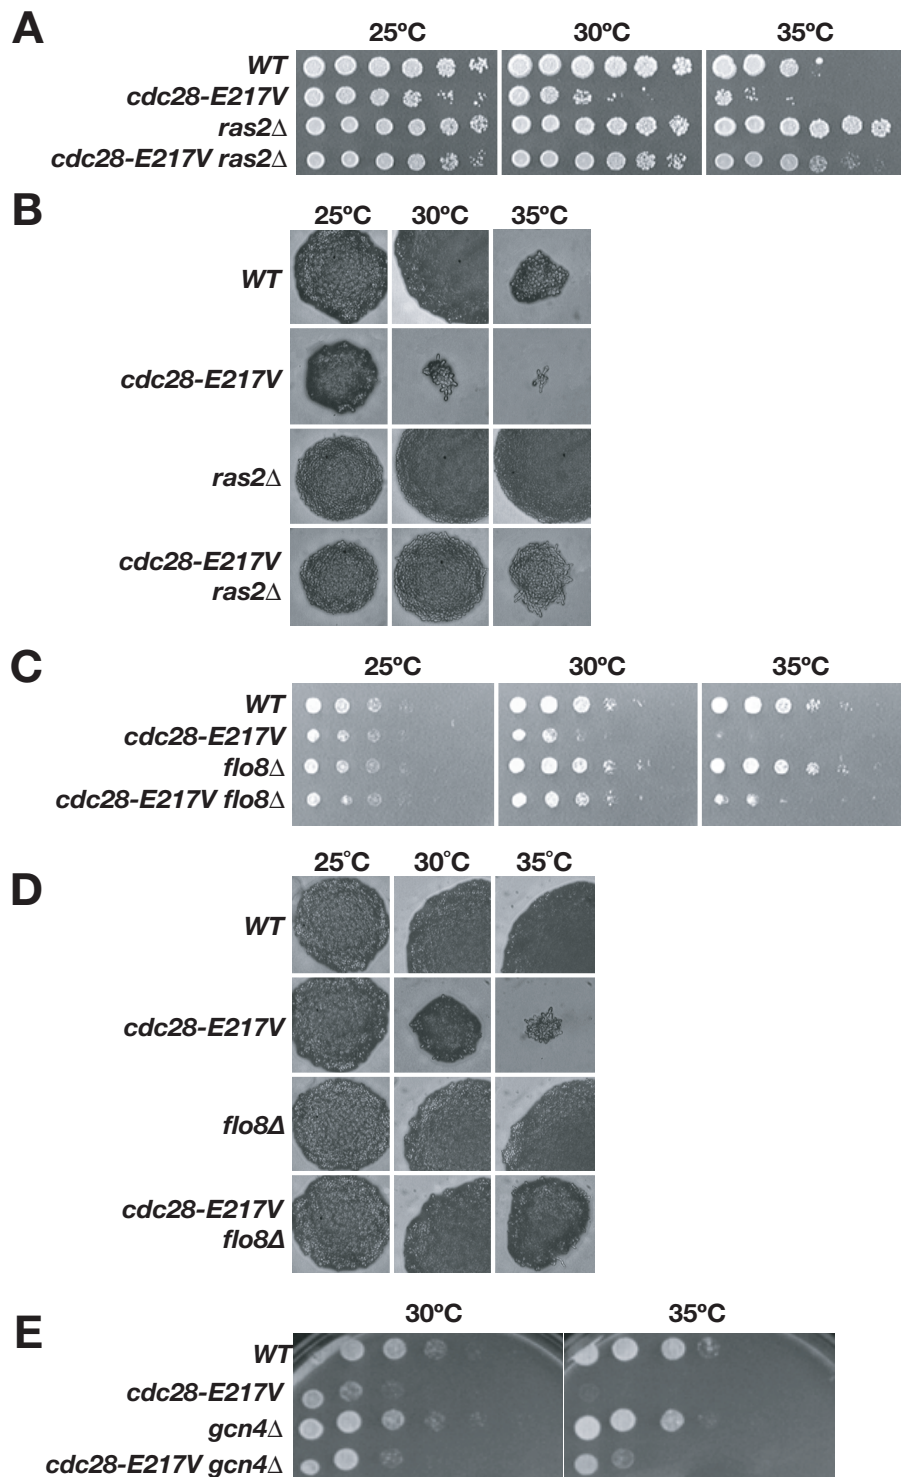 A
25ºC 30ºC 35ºC
WT
cdc28-E217V
ras2Δ
cdc28-E217V ras2Δ
B
25ºC 30ºC 35ºC
WT
cdc28-E217V
ras2Δ
cdc28-E217V
ras2Δ
C
25ºC 30ºC 35ºC
WT
cdc28-E217V
flo8Δ
cdc28-E217V flo8Δ
D
25°C 30°C 35°C
WT
cdc28-E217V
flo8Δ
cdc28-E217V
flo8Δ
E
30ºC 35ºC
WT
cdc28-E217V
gcn4Δ
cdc28-E217V gcn4Δ